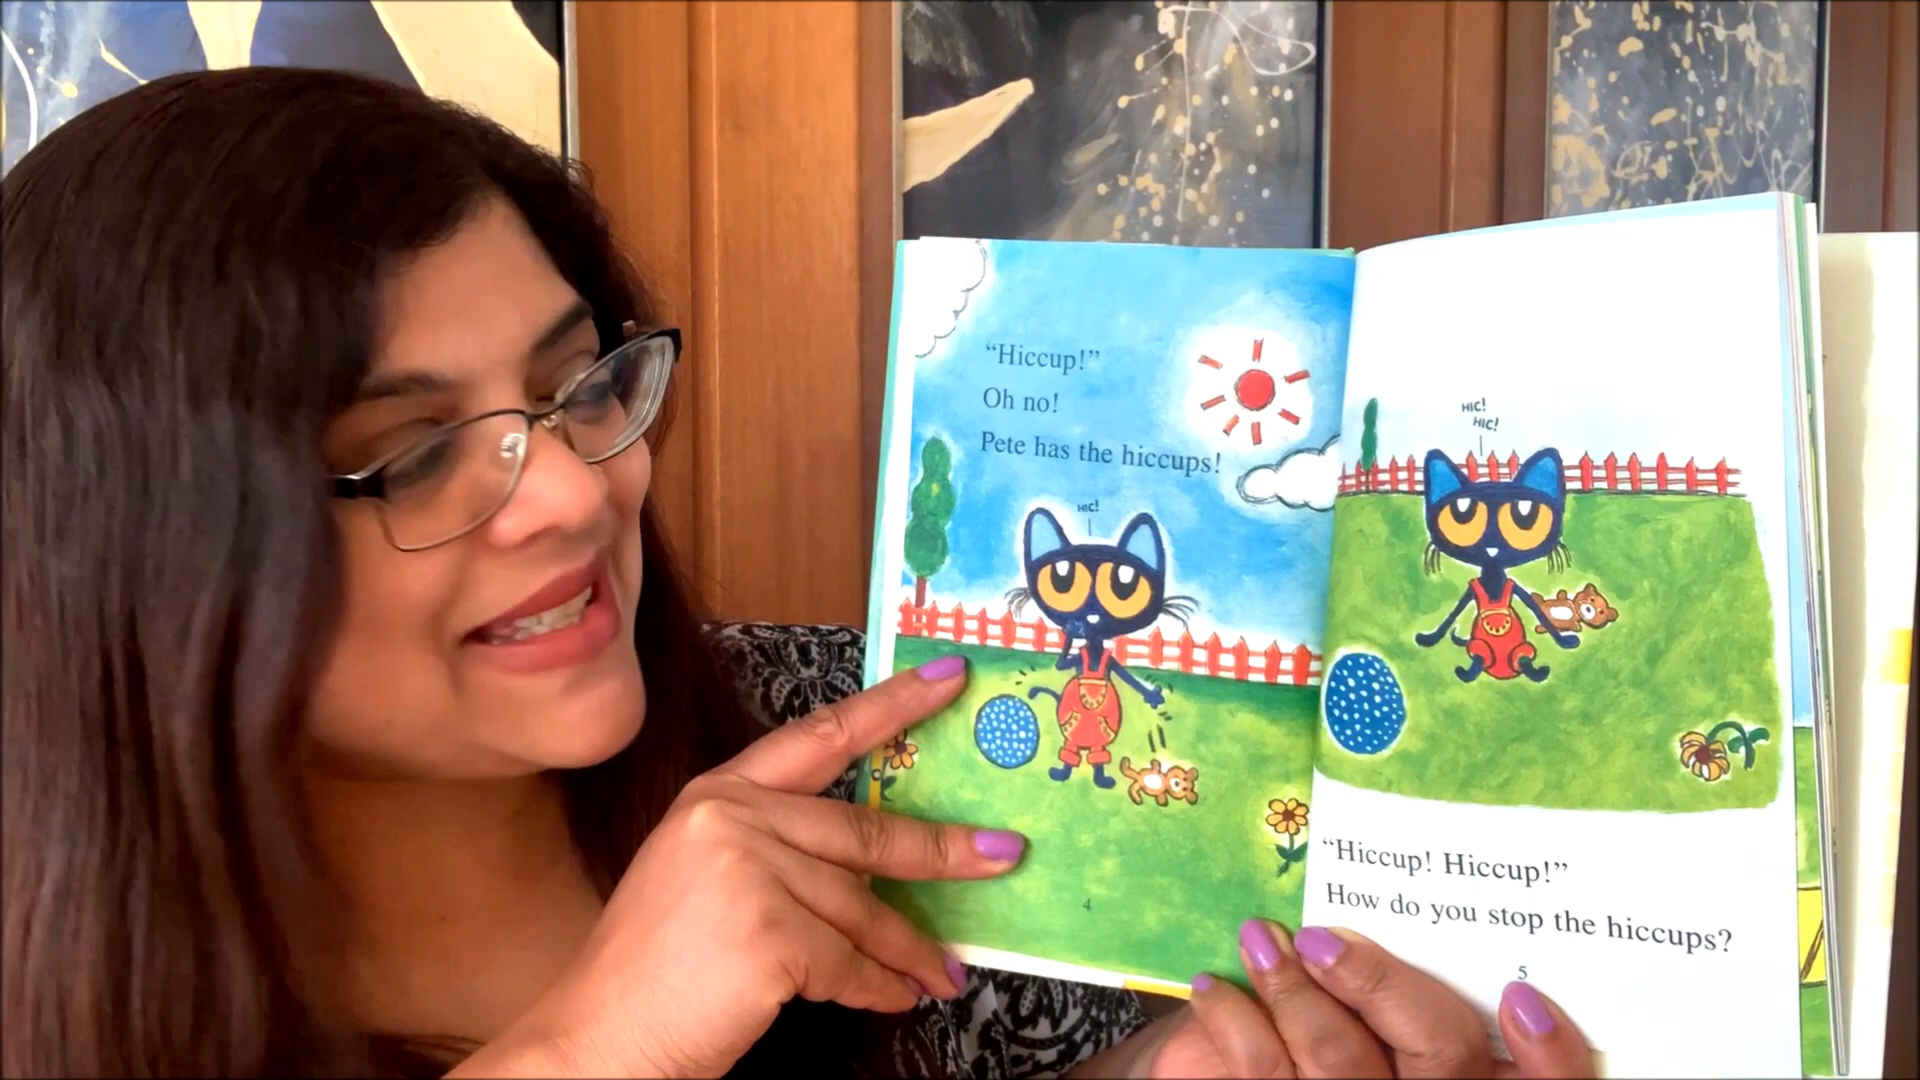 “Hiccup!”
Oh no!
Pete has the hiccups!
HIC!
4
HIC!
HIC!
“Hiccup! Hiccup!”
How do you stop the hiccups?
5